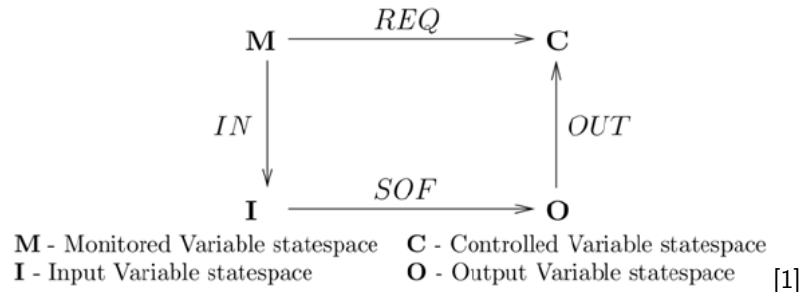 REQ
M C
IN OUT
SOF
I O
M - Monitored Variable statespace C - Controlled Variable statespace
I - Input Variable statespace O - Output Variable statespace [1]